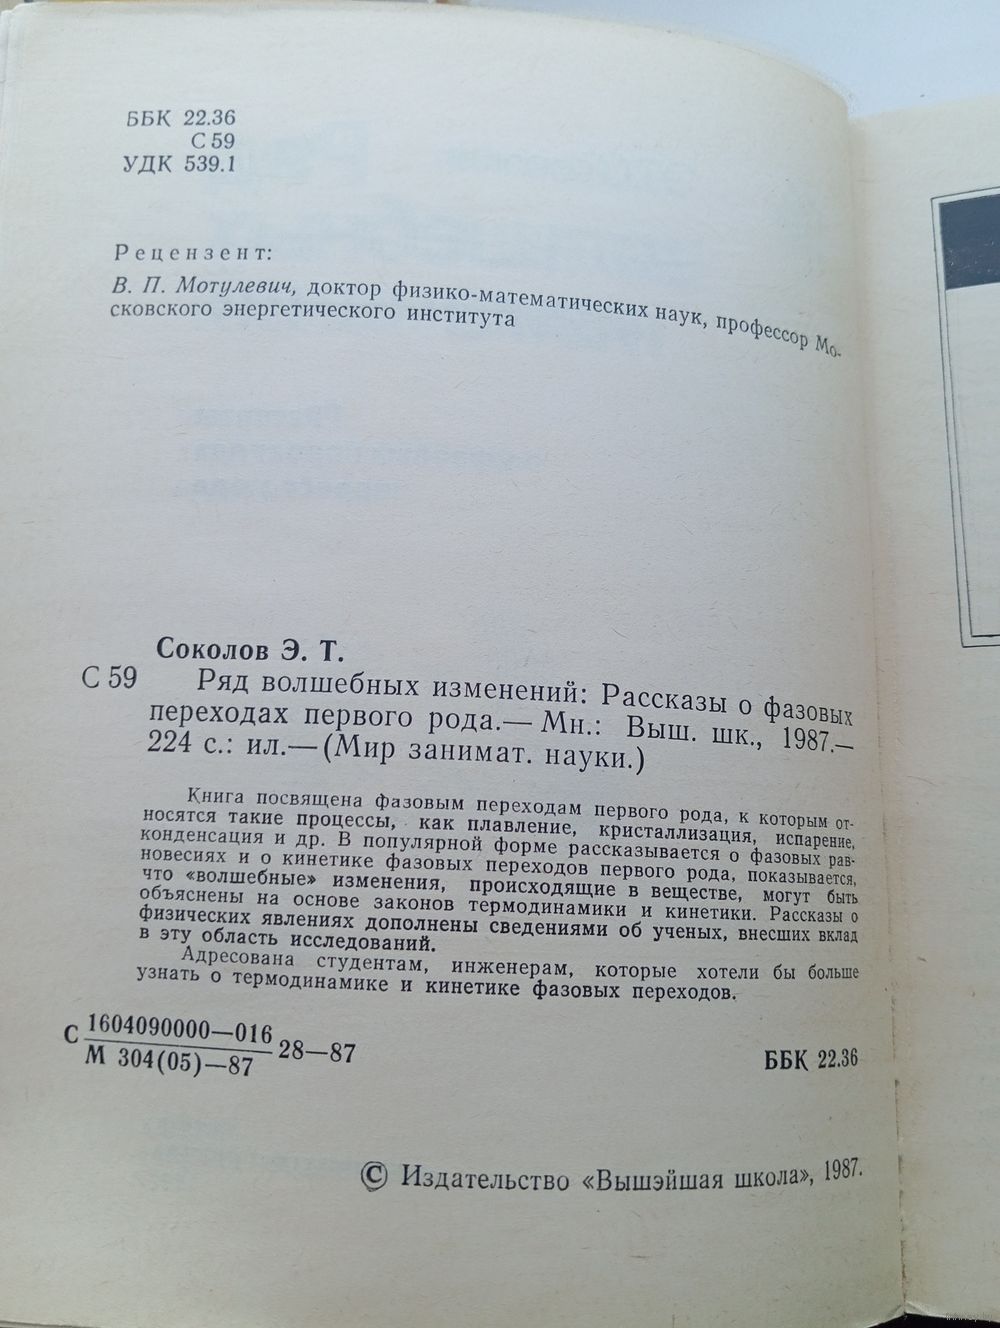 ББК 22.36
С 59
УДК 539.1
Рецензент:
В. П. Мотулевич, доктор физико-математических наук, профессор Мо-
сковского энергетического института
Соколов Э. Т.
С 59 Ряд волшебных изменений: Рассказы о фазовых
переходах первого рода.— Мн.: Выш. шк., 1987.—
224 с.: ил.— (Мир занимат. науки.)
Книга посвящена фазовым переходам первого рода, к которым от-
носятся такие процессы, как плавление, кристаллизация, испарение,
конденсация и др. В популярной форме рассказывается о фазовых рав-
новесиях и о кинетике фазовых переходов первого рода, показывается,
что «волшебные» изменения, происходящие в веществе, могут быть
объяснены на основе законов термодинамики и кинетики. Рассказы о
физических явлениях дополнены сведениями об ученых, внесших вклад
в эту область исследований.
Адресована студентам, инженерам, которые хотели бы больше
узнать о термодинамике и кинетике фазовых переходов.
С 1604090000—016
М 304(05)—87 28—87
ББК 22.36
© Издательство «Вышэйшая школа», 1987.